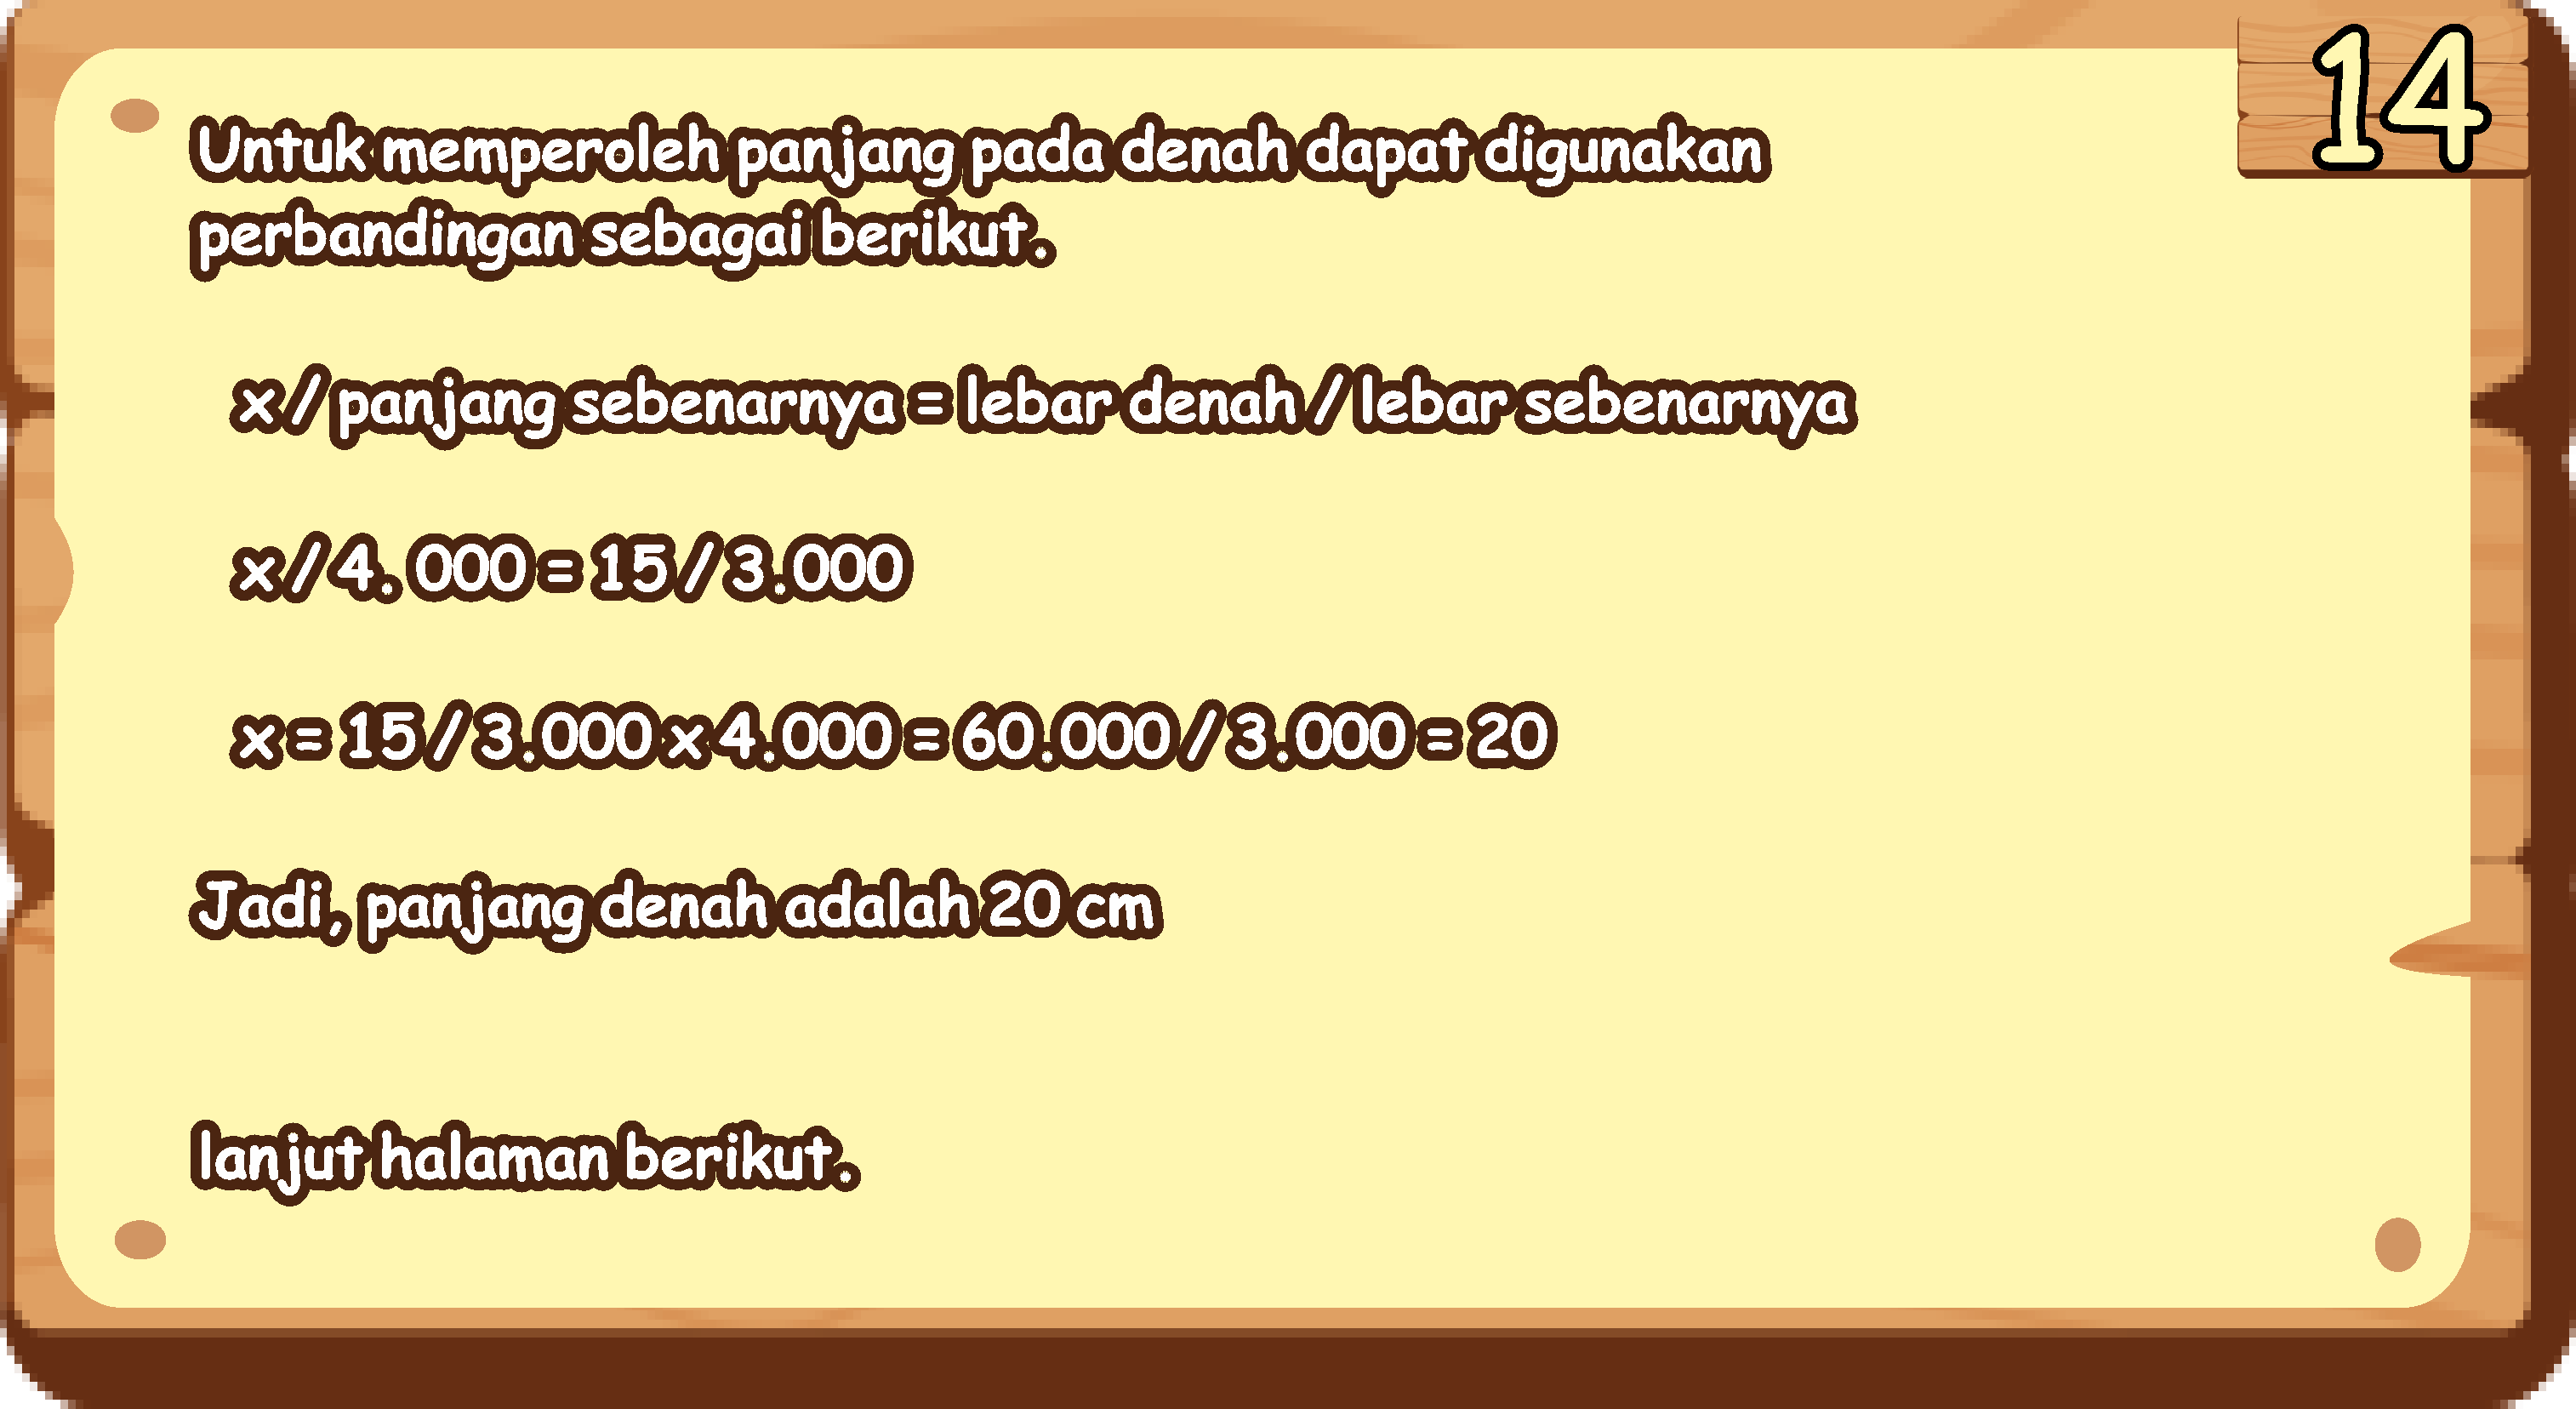 14
Untuk memperoleh panjang pada denah dapat digunakan
perbandingan sebagai berikut.
x / panjang sebenarnya = lebar denah / lebar sebenarnya
x / 4. 000 = 15 / 3.000
x = 15 / 3.000 x 4.000 = 60.000 / 3.000 = 20
Jadi, panjang denah adalah 20 cm
lanjut halaman berikut.